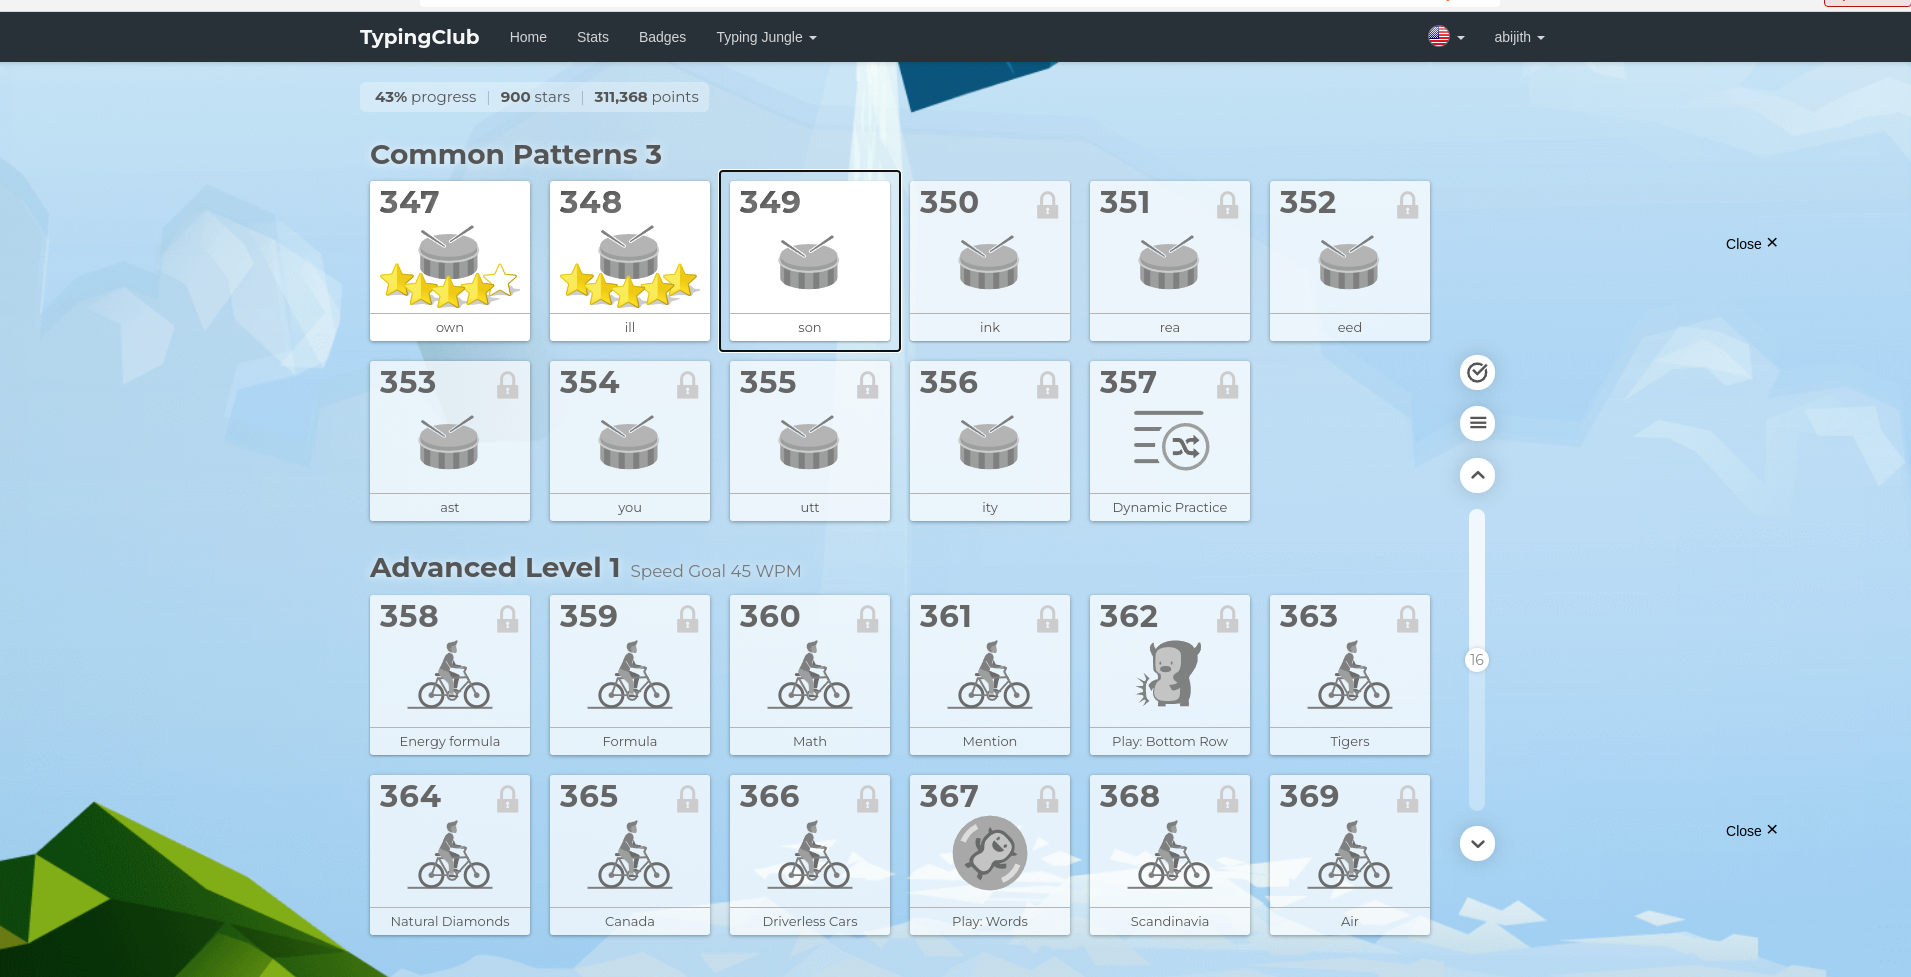 TypingClub Home Stats Badges Typing Jungle abijith
43% progress 900 stars 311,368 points
Common Patterns 3
347 348 349 350 351 352
own ill son ink rea eed
353 354 355 356 357
ast you utt ity Dynamic Practice
Advanced Level 1 Speed Goal 45 WPM
358 359 360 361 362 363
Energy formula Formula Math Mention Play: Bottom Row Tigers
364 365 366 367 368 369
Natural Diamonds Canada Driverless Cars Play: Words Scandinavia Air
Close ✕
16
Close ✕